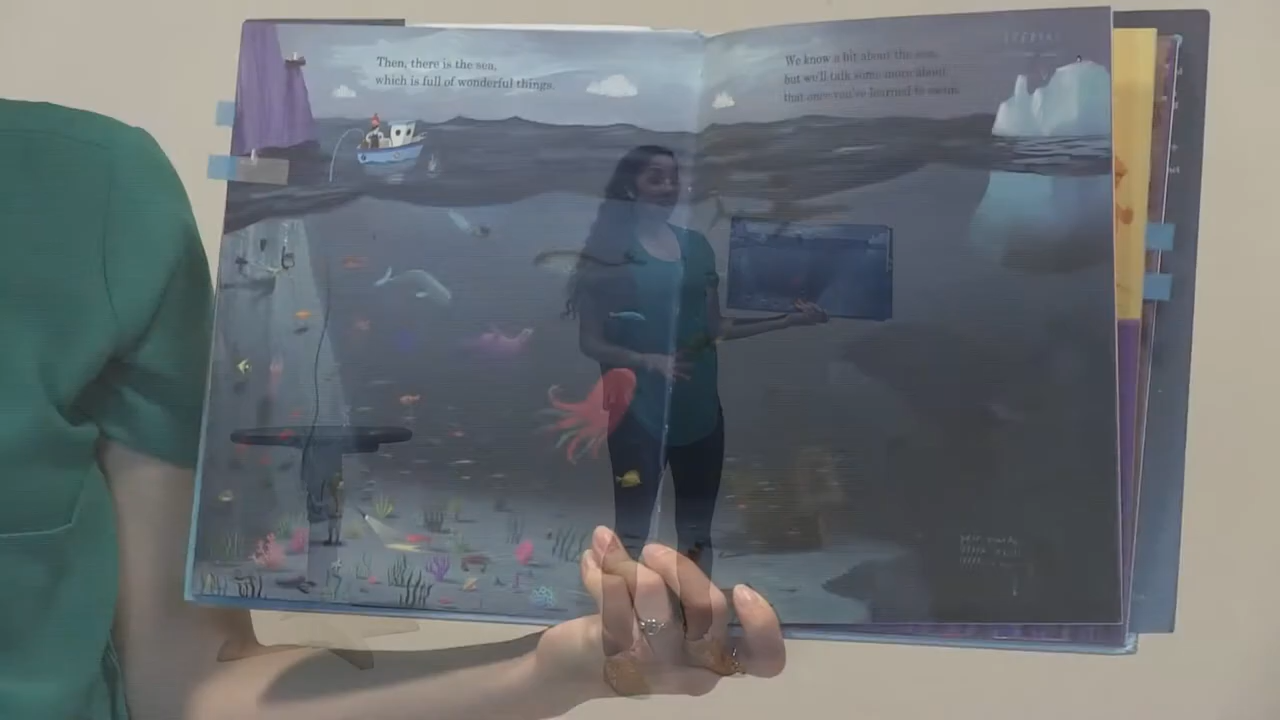 Then, there is the sea,
which is full of wonderful things.
We know a bit about the sea,
but we'll talk some more about
that once you've learned to swim.